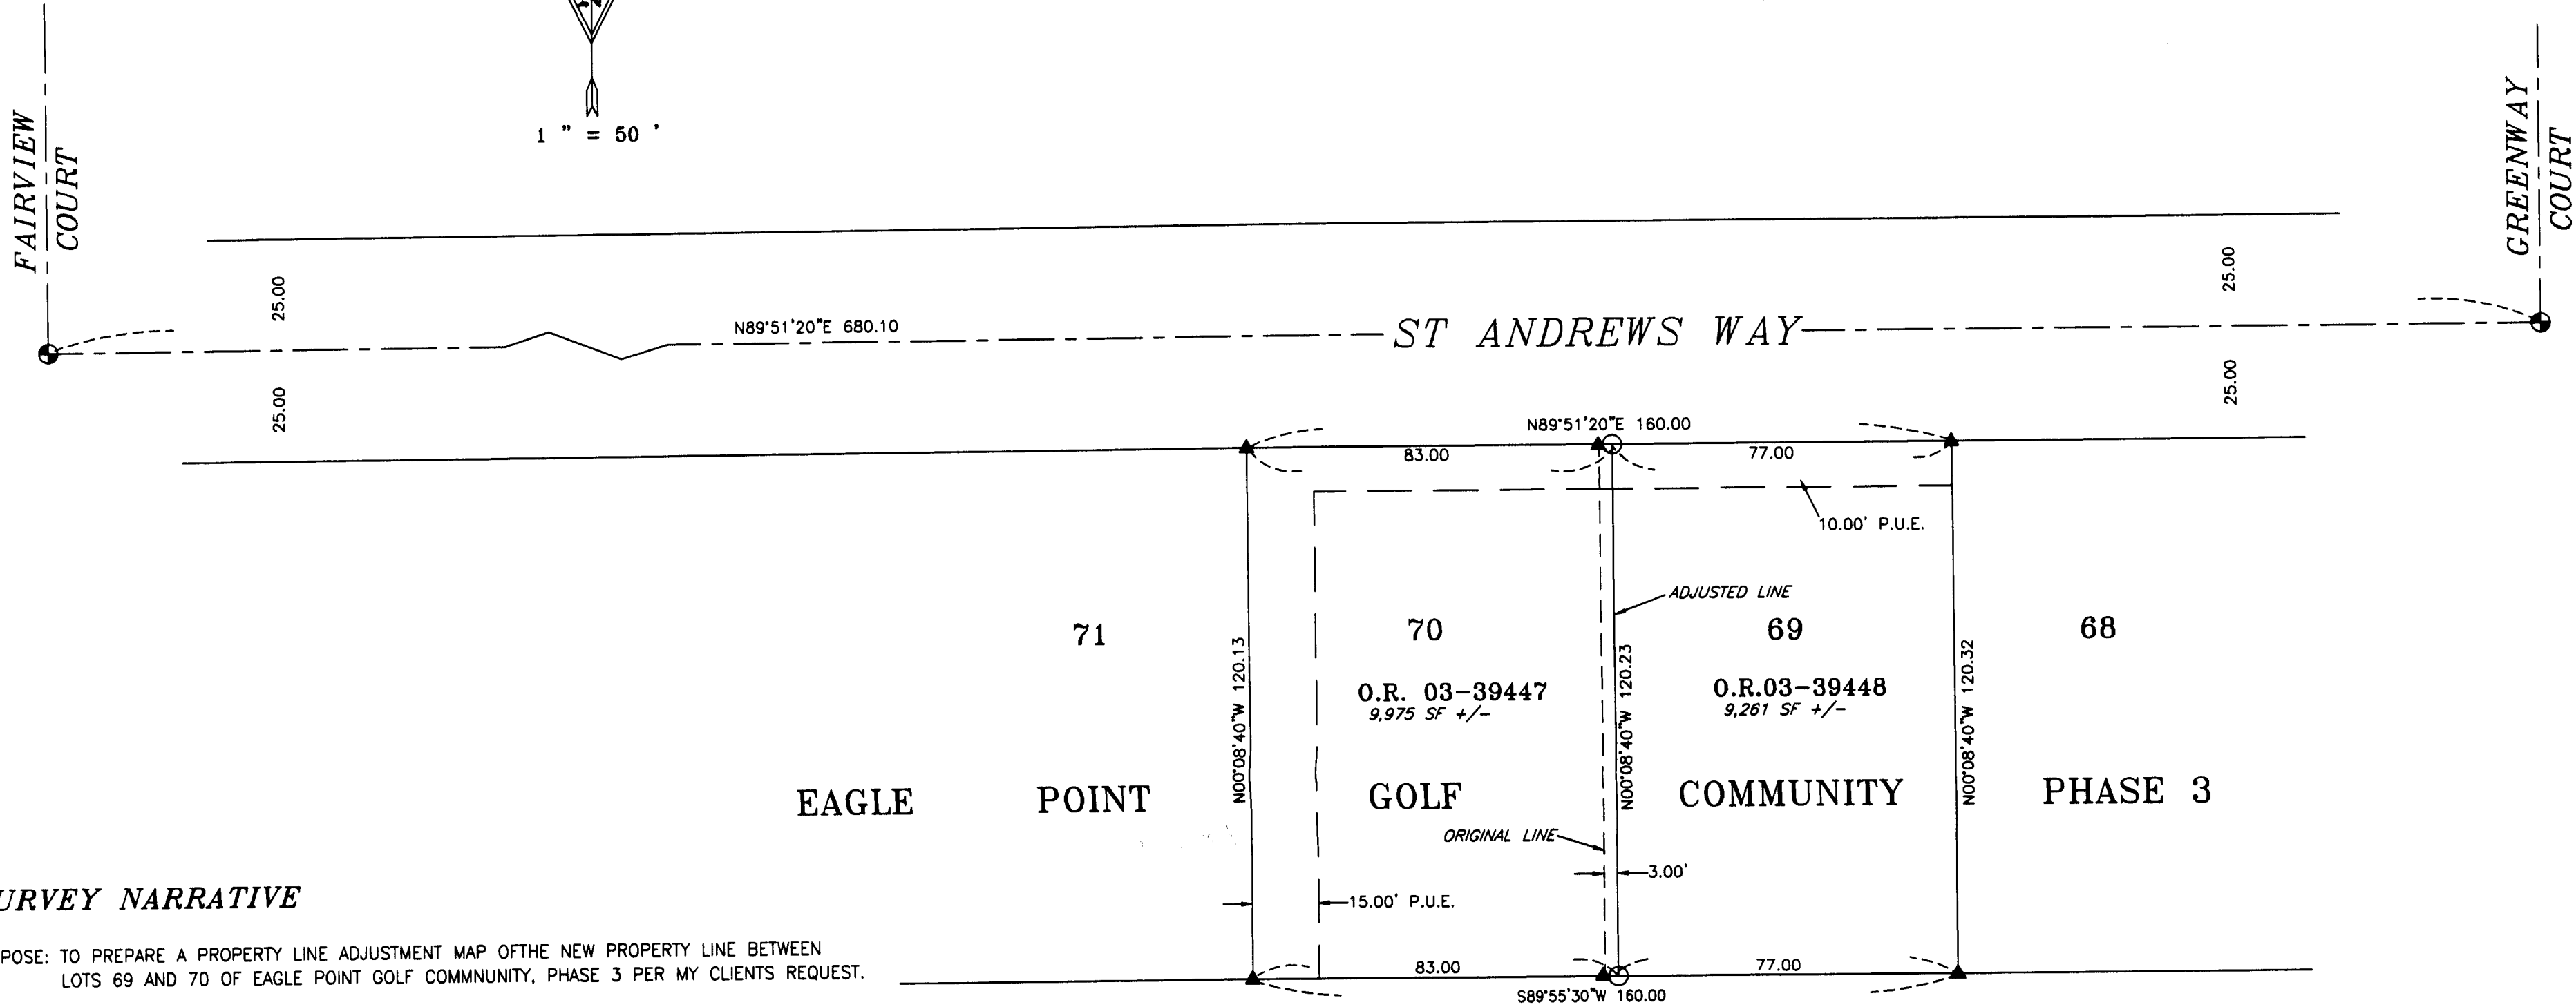 1 " = 50 '
FAIRVIEW
COURT
GREENWAY
COURT
25.00
25.00
N89°51'20"E 680.10
ST ANDREWS WAY
25.00
25.00
N89°51'20"E 160.00
83.00
77.00
10.00' P.U.E.
ADJUSTED LINE
71
70
69
68
N00°08'40"W 120.13
N00°08'40"W 120.23
N00°08'40"W 120.32
O.R. 03-39447
9,975 SF +/-
O.R.03-39448
9,261 SF +/-
EAGLE POINT GOLF COMMUNITY PHASE 3
ORIGINAL LINE
3.00'
15.00' P.U.E.
URVEY NARRATIVE
POSE: TO PREPARE A PROPERTY LINE ADJUSTMENT MAP OFTHE NEW PROPERTY LINE BETWEEN
LOTS 69 AND 70 OF EAGLE POINT GOLF COMMNUNITY, PHASE 3 PER MY CLIENTS REQUEST.
83.00
77.00
S89°55'30"W 160.00